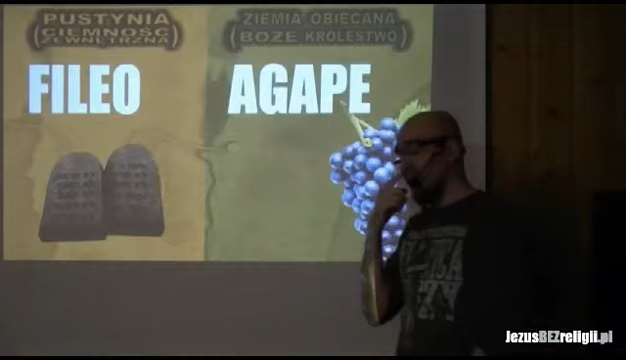 PUSTYNIA
(CIEMNOŚĆ
ZEWNĘTRZNA)
ZIEMIA OBIECANA
(BOŻE KRÓLESTWO)
FILEO
AGAPE
JezusBEZreligii.pl